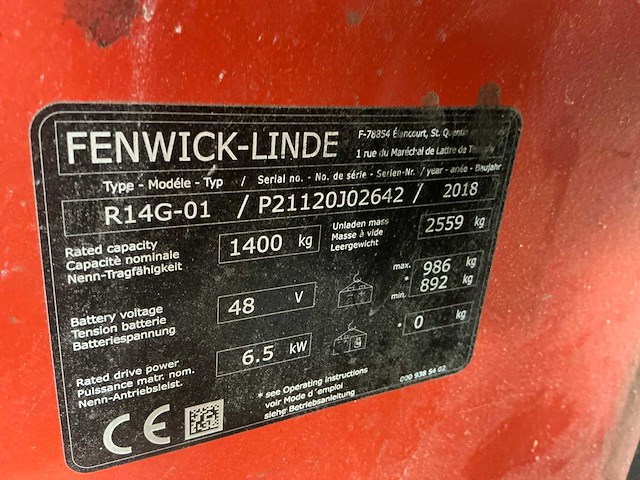 FENWICK-LINDE
F-78854 Élancourt, St. Quentin
1 rue du Maréchal de Lattre de
Type - Modéle - Typ / Serial no. - No. de série - Serien-Nr. / year - année - Baujahr
R14G-01 / P21120J02642 / 2018
Rated capacity
Capacité nominale
Nenn-Tragfähigkeit
1400 kg
Unladen mass
Masse à vide
Leergewicht
2559 kg
Battery voltage
Tension batterie
Batteriespannung
48 V
max. 986 kg
*
min. 892 kg
Rated drive power
Puissance matr. nom.
Nenn-Antriebsleist.
6.5 kW
* 0 kg
* see Operating instructions
voir Mode d´emploi
siehe Betriebsanleitung
000 938 54 02
CE